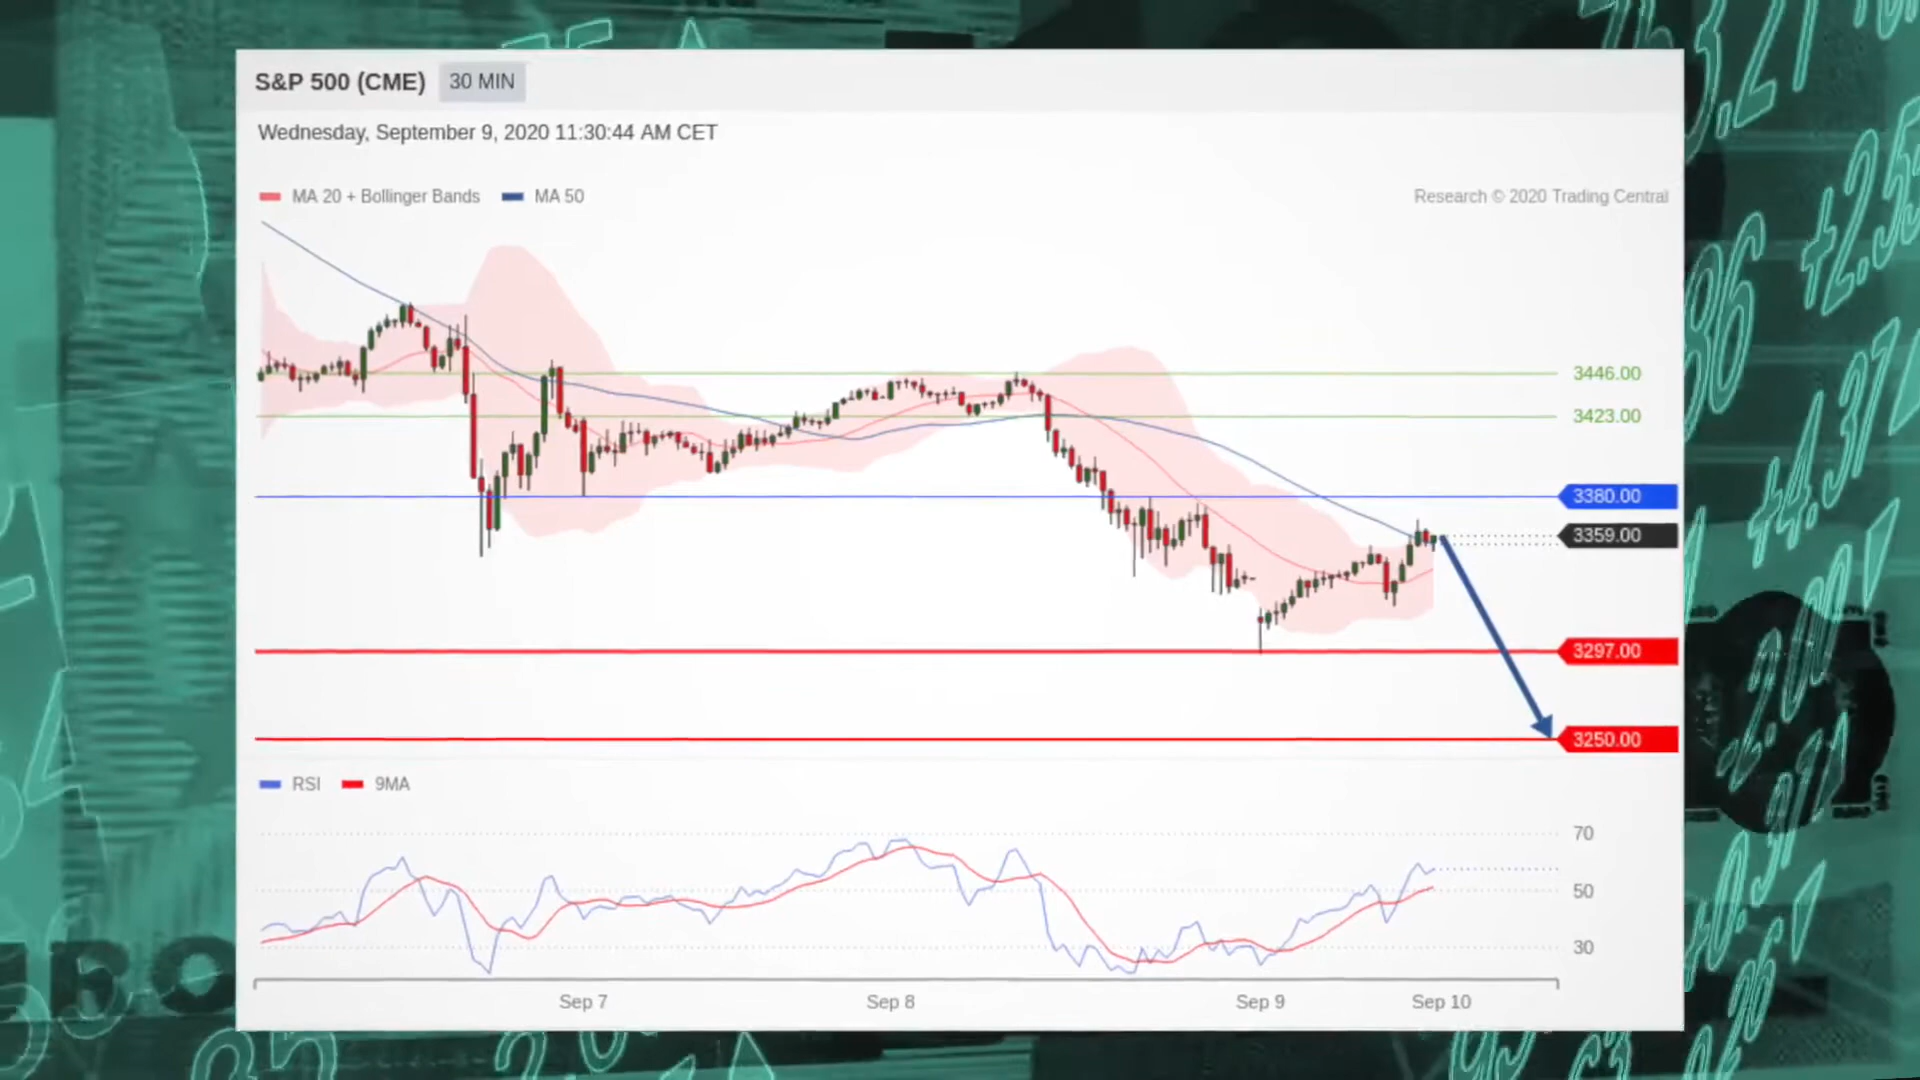 S&P 500 (CME) 30 MIN
Wednesday, September 9, 2020 11:30:44 AM CET
MA 20 + Bollinger Bands MA 50
Research © 2020 Trading Central
3446.00
3423.00
3380.00
3359.00
3297.00
3250.00
RSI 9MA
70
50
30
Sep 7 Sep 8 Sep 9 Sep 10